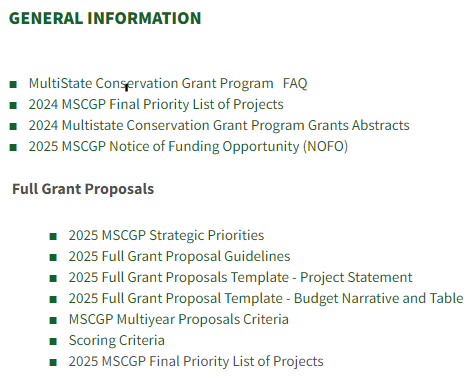 GENERAL INFORMATION
MultiState Conservation Grant Program FAQ
2024 MSCGP Final Priority List of Projects
2024 Multistate Conservation Grant Program Grants Abstracts
2025 MSCGP Notice of Funding Opportunity (NOFO)
Full Grant Proposals
2025 MSCGP Strategic Priorities
2025 Full Grant Proposal Guidelines
2025 Full Grant Proposals Template - Project Statement
2025 Full Grant Proposal Template - Budget Narrative and Table
MSCGP Multiyear Proposals Criteria
Scoring Criteria
2025 MSCGP Final Priority List of Projects